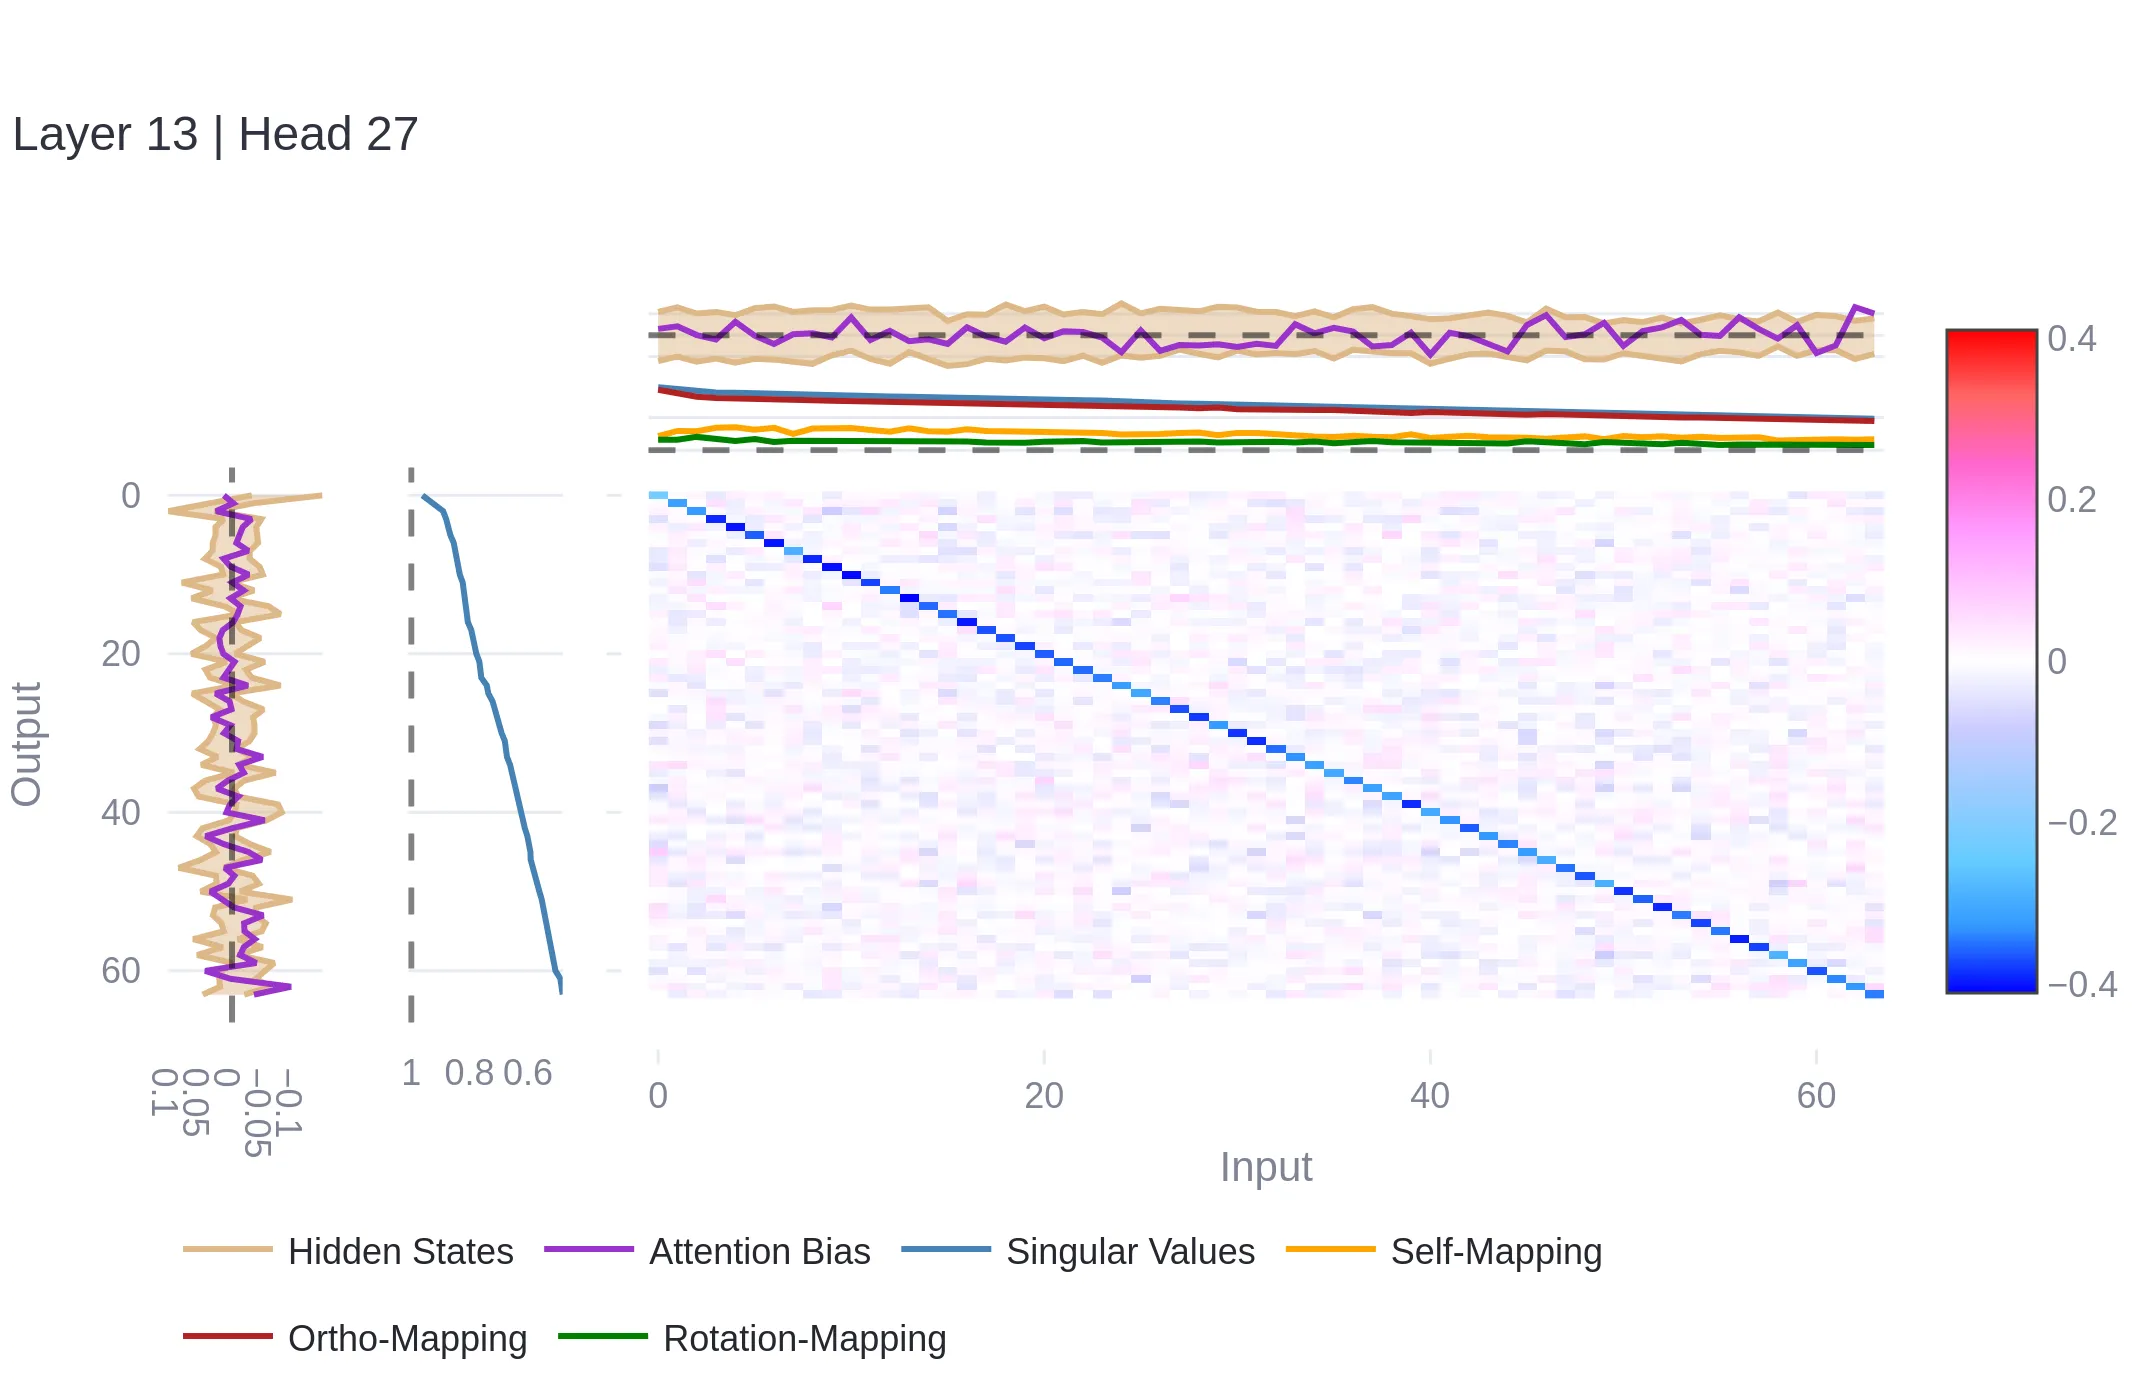 Layer 13 | Head 27
0
20
40
60
Output
0.1
0.05
0
−0.05
−0.1
1
0.8
0.6
0
20
40
60
Input
0.4
0.2
0
−0.2
−0.4
Hidden States
Attention Bias
Singular Values
Self-Mapping
Ortho-Mapping
Rotation-Mapping